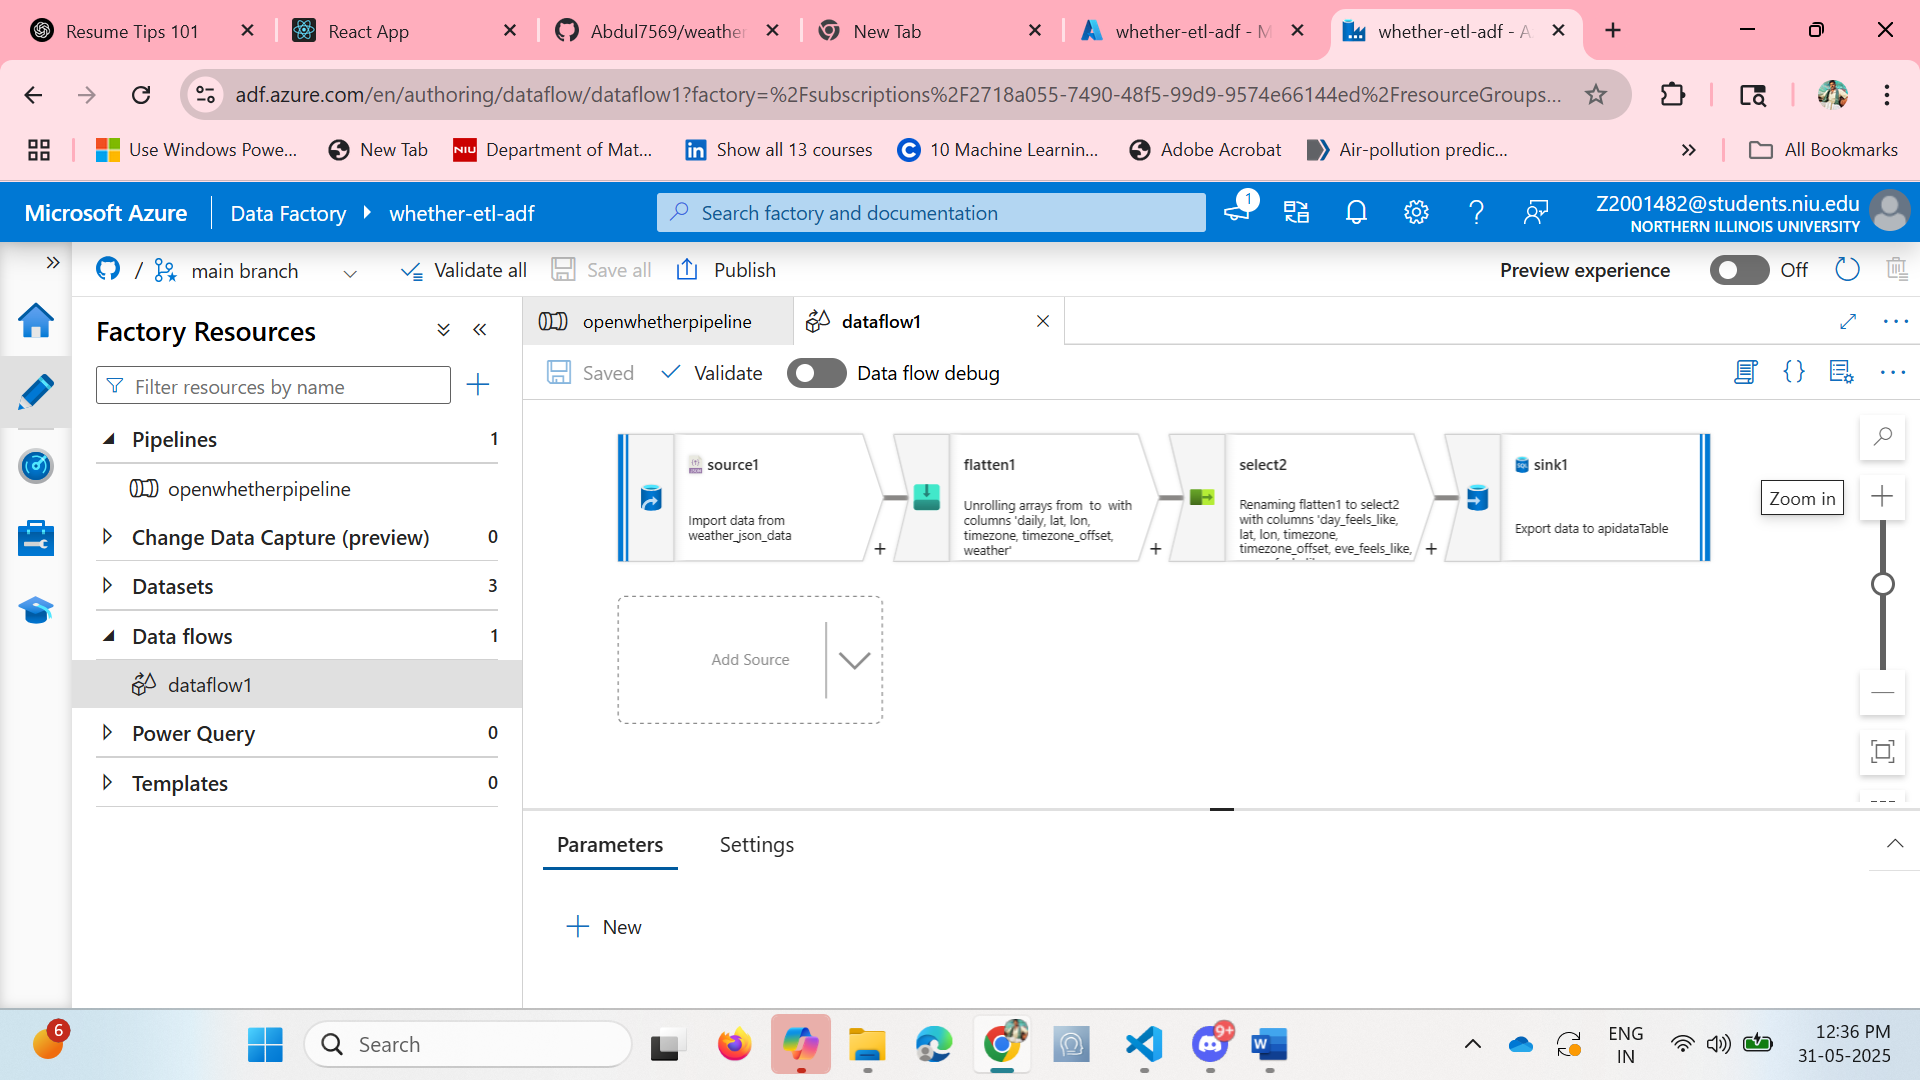 Resume Tips 101
React App
Abdul7569/weather
New Tab
whether-etl-adf - M
whether-etl-adf - A
adf.azure.com/en/authoring/dataflow/dataflow1?factory=%2Fsubscriptions%2F2718a055-7490-48f5-99d9-9574e66144ed%2FresourceGroups...
Use Windows Powe...
New Tab
NIU
Department of Mat...
Show all 13 courses
10 Machine Learnin...
Adobe Acrobat
Air-pollution predic...
All Bookmarks
Microsoft Azure
Data Factory
whether-etl-adf
Search factory and documentation
1
Z2001482@students.niu.edu
NORTHERN ILLINOIS UNIVERSITY
/
main branch
Validate all
Save all
Publish
Preview experience
Off
Factory Resources
Filter resources by name
Pipelines
1
openwhetherpipeline
Change Data Capture (preview)
0
Datasets
3
Data flows
1
dataflow1
Power Query
0
Templates
0
openwhetherpipeline
dataflow1
Saved
Validate
Data flow debug
source1
Import data from
weather_json_data
flatten1
Unrolling arrays from to with
columns 'daily, lat, lon,
timezone, timezone_offset,
weather'
select2
Renaming flatten1 to select2
with columns 'day_feels_like,
lat, lon, timezone,
timezone_offset, eve_feels_like,
sink1
Export data to apidataTable
Zoom in
Add Source
Parameters
Settings
New
6
Search
9+
ENG
IN
12:36 PM
31-05-2025